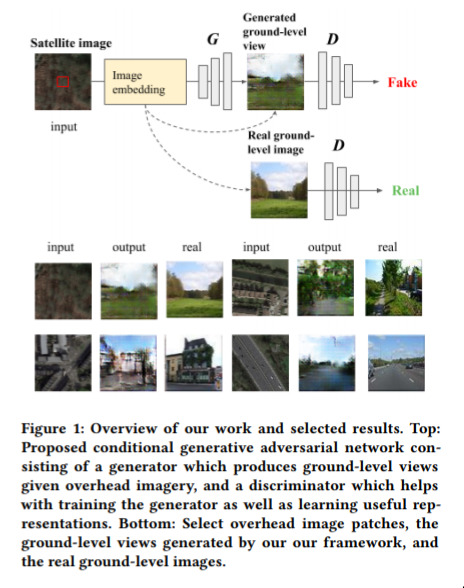 Generated
ground-level
view
G
D
Satellite image
Image
embedding
Fake
input
Real ground-
level image
D
Real
input output real input output real
Figure 1: Overview of our work and selected results. Top:
Proposed conditional generative adversarial network con-
sisting of a generator which produces ground-level views
given overhead imagery, and a discriminator which helps
with training the generator as well as learning useful rep-
resentations. Bottom: Select overhead image patches, the
ground-level views generated by our our framework, and
the real ground-level images.